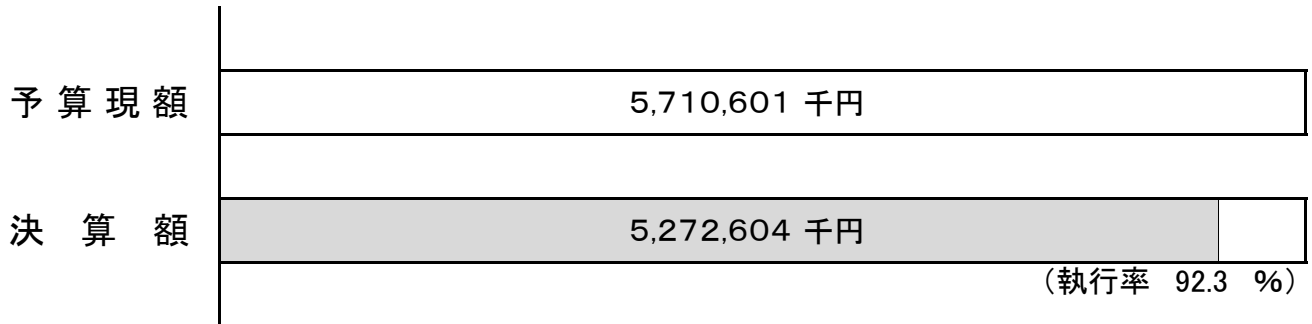 予算現額 5,710,601 千円
決算額 5,272,604 千円
（執行率 92.3 %）